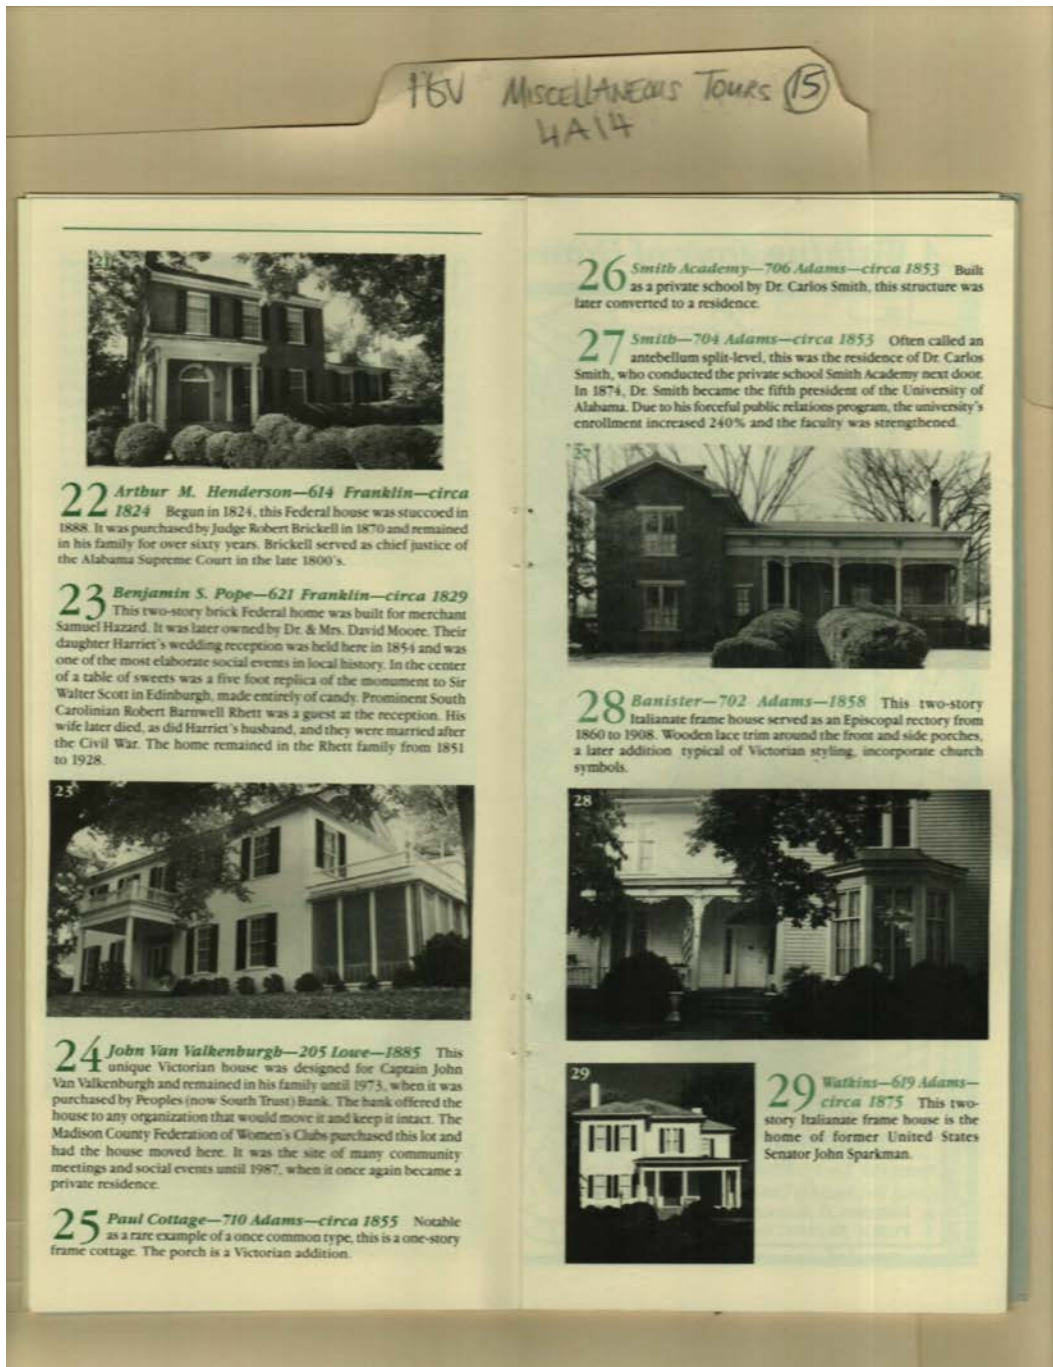 MISCELLANEOUS TOURS 15
4A14
21
22 Arthur M. Henderson—614 Franklin—circa
1824 Begun in 1824, this Federal house was stuccoed in
1888. It was purchased by Judge Robert Brickell in 1870 and remained
in his family for over sixty years. Brickell served as chief justice of
the Alabama Supreme Court in the late 1800's.
23 Benjamin S. Pope—621 Franklin—circa 1829
This two-story brick Federal home was built for merchant
Samuel Hazard. It was later owned by Dr. & Mrs. David Moore. Their
daughter Harriet's wedding reception was held here in 1854 and was
one of the most elaborate social events in local history. In the center
of a table of sweets was a five foot replica of the monument to Sir
Walter Scott in Edinburgh, made entirely of candy. Prominent South
Carolinian Robert Barnwell Rhett was a guest at the reception. His
wife later died, as did Harriet's husband, and they were married after
the Civil War. The home remained in the Rhett family from 1851
to 1928.
23
24 John Van Valkenburgh—205 Lowe—1885 This
unique Victorian house was designed for Captain John
Van Valkenburgh and remained in his family until 1973, when it was
purchased by Peoples (now South Trust) Bank. The bank offered the
house to any organization that would move it and keep it intact. The
Madison County Federation of Women's Clubs purchased this lot and
had the house moved here. It was the site of many community
meetings and social events until 1987, when it once again became a
private residence.
25 Paul Cottage—710 Adams—circa 1855 Notable
as a rare example of a once common type, this is a one-story
frame cottage. The porch is a Victorian addition.
26 Smith Academy—706 Adams—circa 1853 Built
as a private school by Dr. Carlos Smith, this structure was
later converted to a residence.
27 Smith—704 Adams—circa 1853 Often called an
antebellum split-level, this was the residence of Dr. Carlos
Smith, who conducted the private school Smith Academy next door.
In 1874, Dr. Smith became the fifth president of the University of
Alabama. Due to his forceful public relations program, the university's
enrollment increased 240% and the faculty was strengthened.
27
28 Banister—702 Adams—1858 This two-story
Italianate frame house served as an Episcopal rectory from
1860 to 1908. Wooden lace trim around the front and side porches,
a later addition typical of Victorian styling, incorporate church
symbols.
28
29
29 Watkins—619 Adams—
circa 1875 This two-
story Italianate frame house is the
home of former United States
Senator John Sparkman.